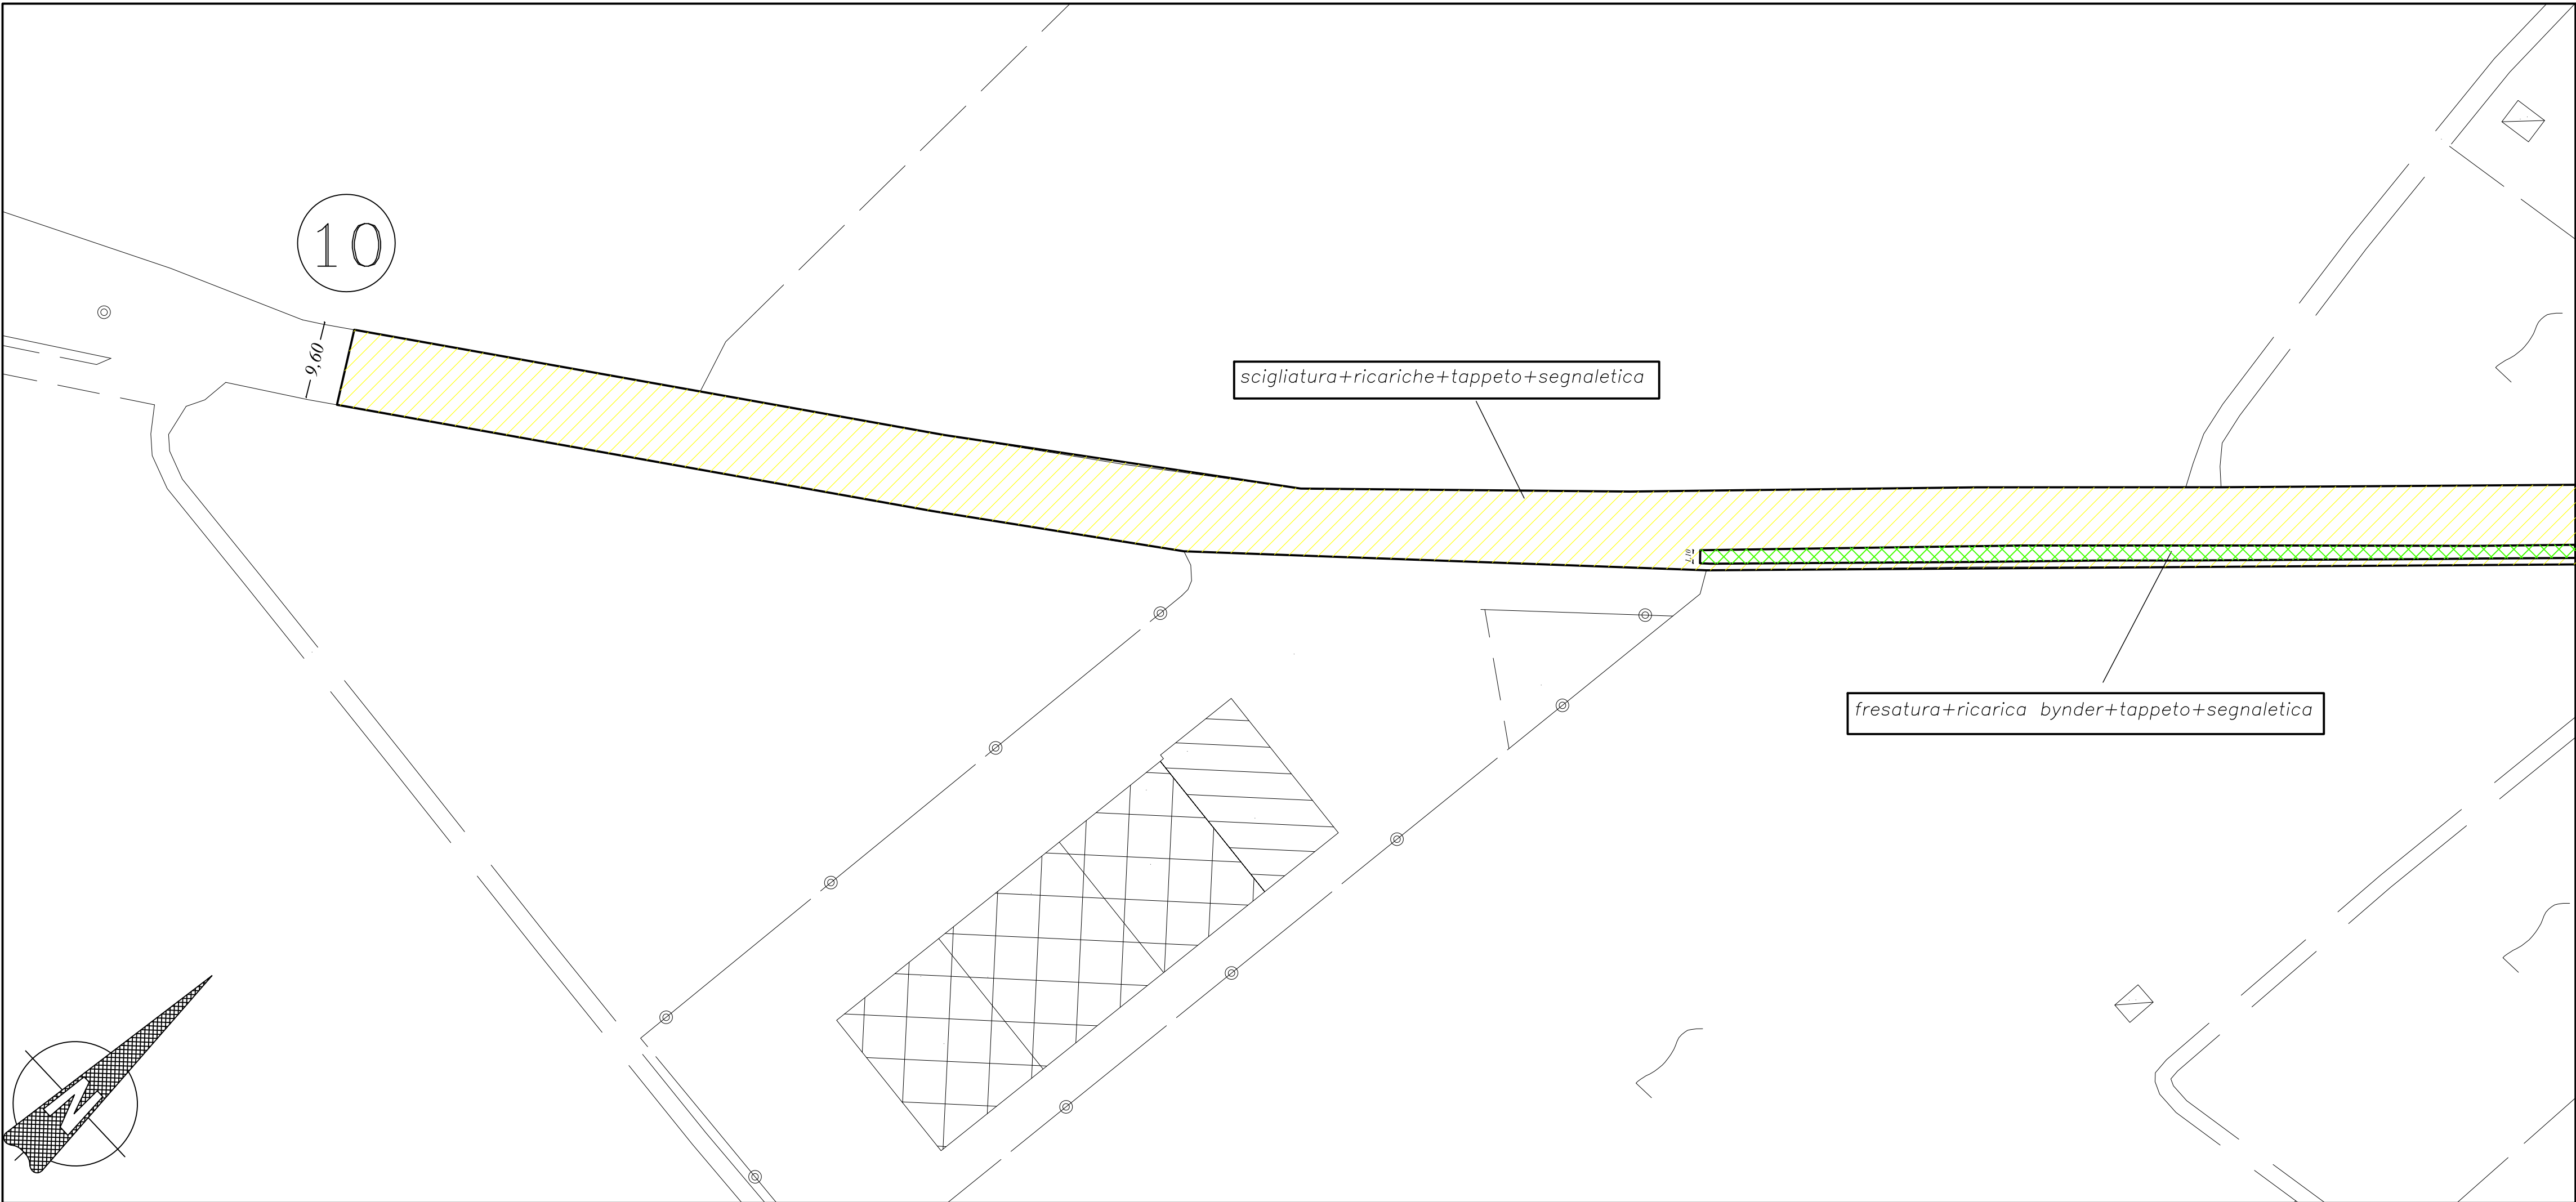 10
9,60
scigliatura+ricariche+tappeto+segnaletica
fresatura+ricarica bynder+tappeto+segnaletica
N